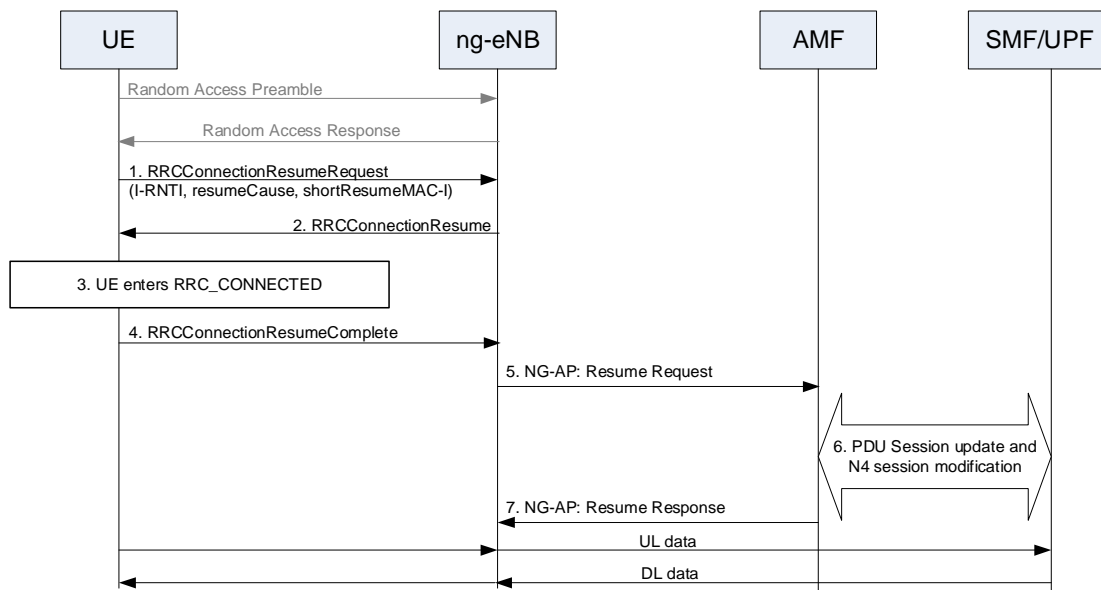 UE
ng-eNB
AMF
SMF/UPF
Random Access Preamble
Random Access Response
1. RRCConnectionResumeRequest
(I-RNTI, resumeCause, shortResumeMAC-I)
2. RRCConnectionResume
3. UE enters RRC_CONNECTED
4. RRCConnectionResumeComplete
5. NG-AP: Resume Request
6. PDU Session update and
N4 session modification
7. NG-AP: Resume Response
UL data
DL data